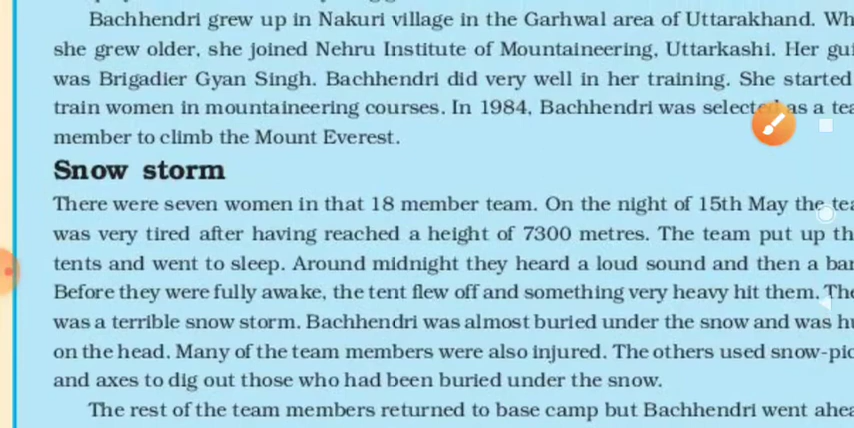 Bachhendri grew up in Nakuri village in the Garhwal area of Uttarakhand. Wh
she grew older, she joined Nehru Institute of Mountaineering, Uttarkashi. Her gui
was Brigadier Gyan Singh. Bachhendri did very well in her training. She started
train women in mountaineering courses. In 1984, Bachhendri was selected as a tea
member to climb the Mount Everest.
Snow storm
There were seven women in that 18 member team. On the night of 15th May the tea
was very tired after having reached a height of 7300 metres. The team put up th
tents and went to sleep. Around midnight they heard a loud sound and then a ban
Before they were fully awake, the tent flew off and something very heavy hit them. The
was a terrible snow storm. Bachhendri was almost buried under the snow and was hu
on the head. Many of the team members were also injured. The others used snow-pic
and axes to dig out those who had been buried under the snow.
The rest of the team members returned to base camp but Bachhendri went ahea